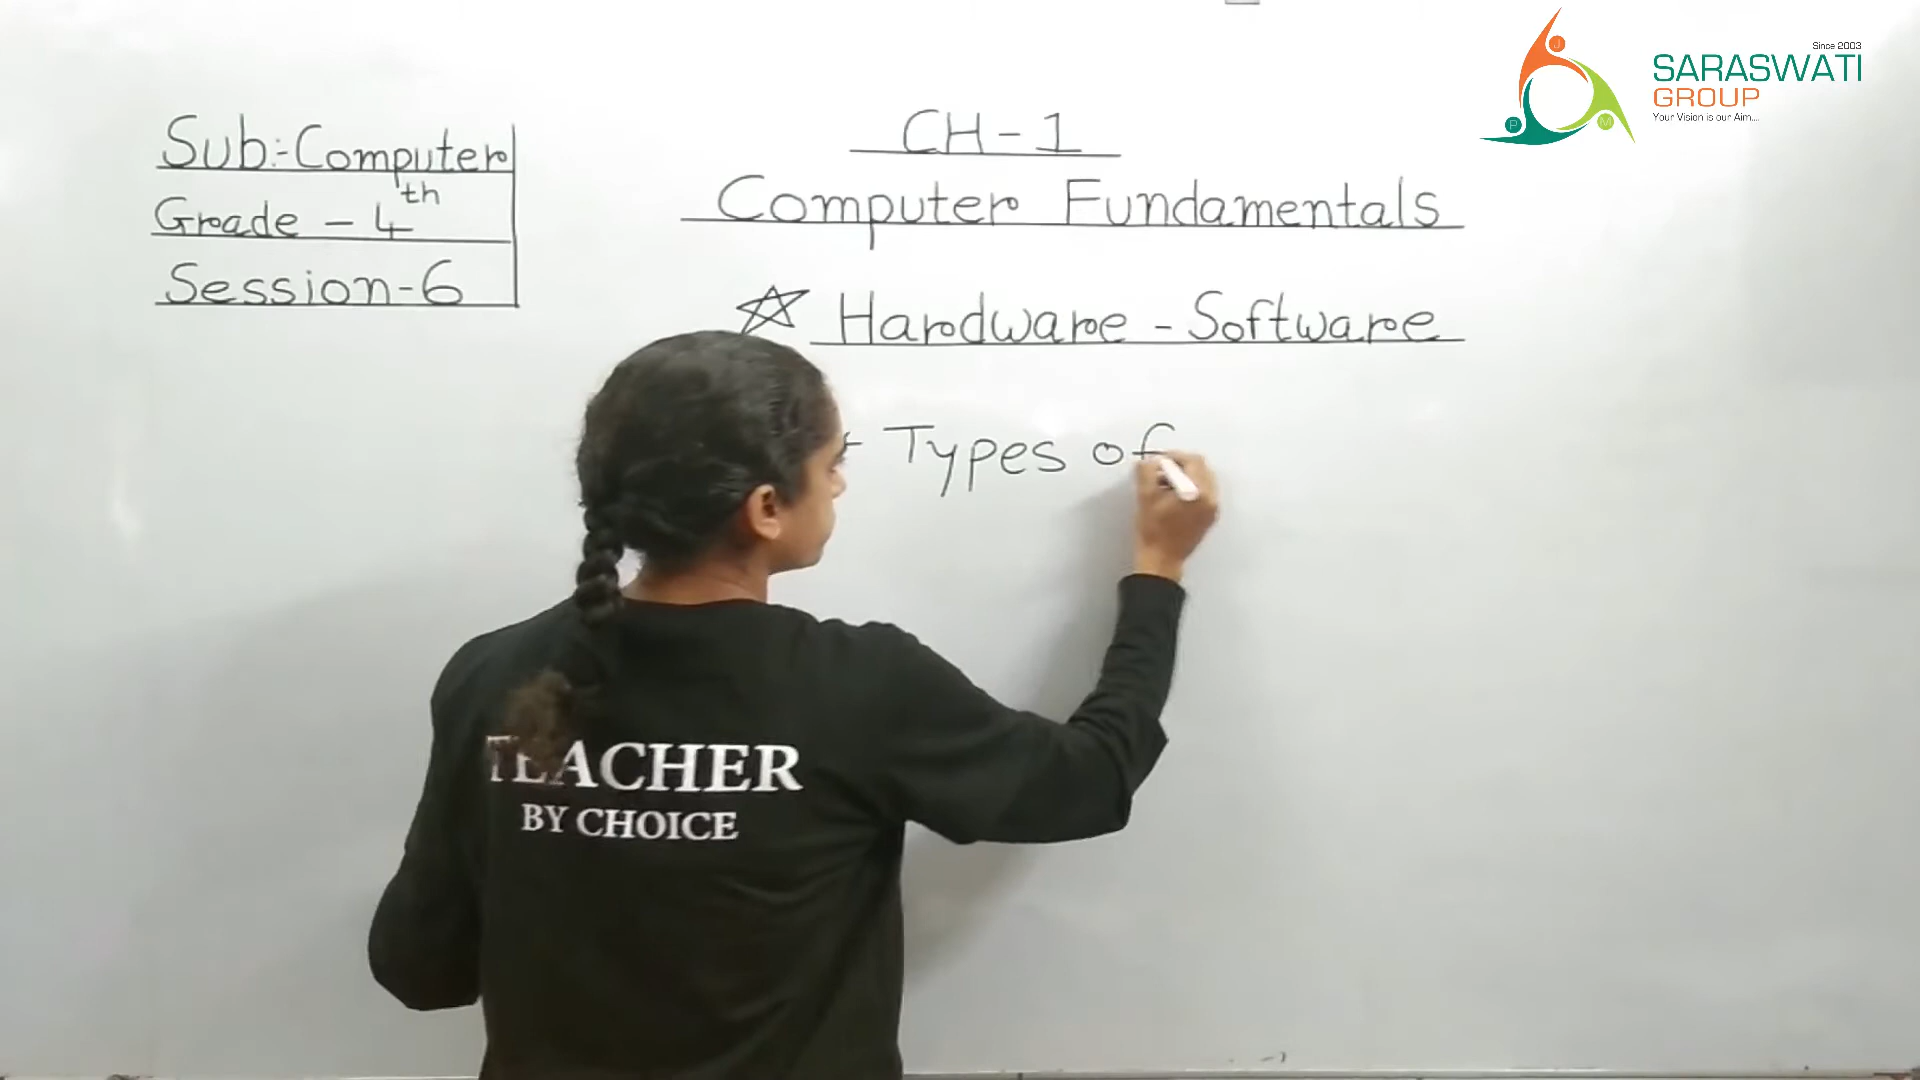 Sub:-Computer
Grade - 4th
Session-6
CH-1
Computer Fundamentals
Hardware - Software
Types of
TEACHER
BY CHOICE
Since 2003
SARASWATI
GROUP
Your Vision is our Aim....
J
P
M